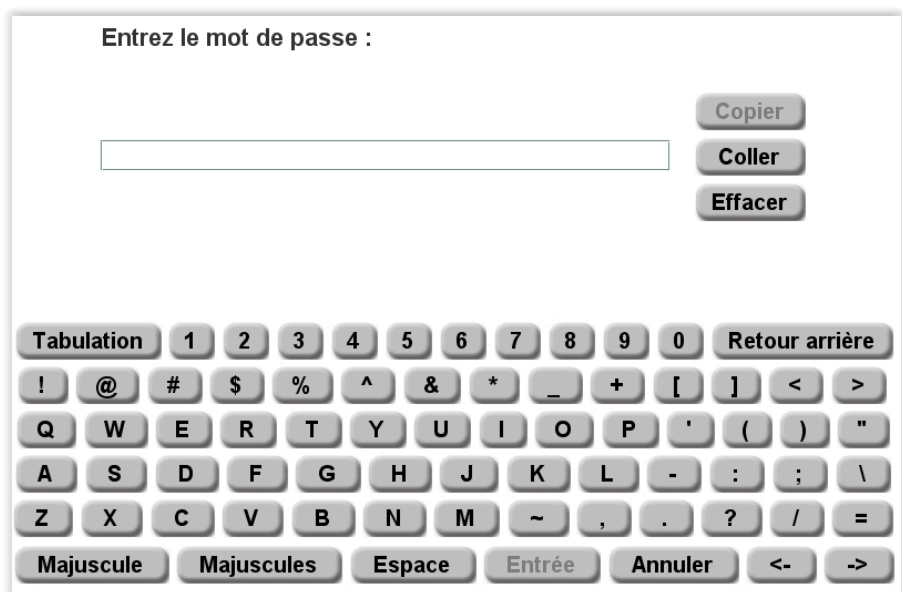 Entrez le mot de passe :
Copier
Coller
Effacer
Tabulation 1 2 3 4 5 6 7 8 9 0 Retour arrière
! @ # $ % ^ & * _ + [ ] < >
Q W E R T Y U I O P ' ( ) "
A S D F G H J K L - : ; \
Z X C V B N M ~ , . ? / =
Majuscule Majuscules Espace Entrée Annuler <- ->